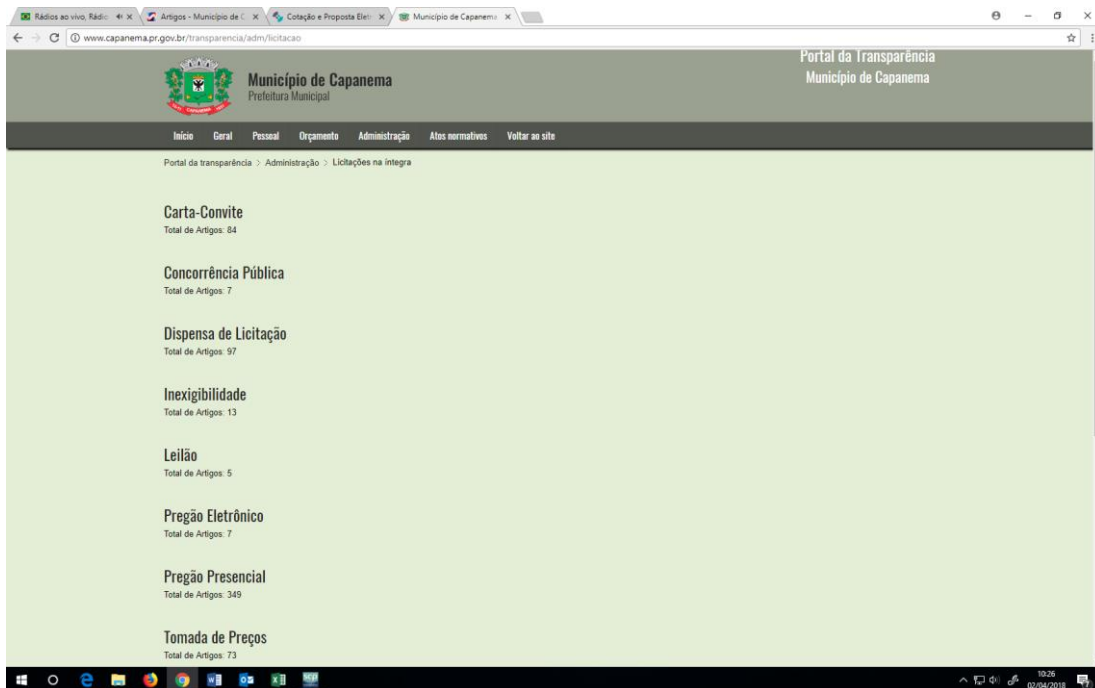 Rádios ao vivo, Rádio
Artigos - Município de C
Cotação e Proposta Elet
Município de Capanema
www.capanema.pr.gov.br/transparencia/adm/licitacao
Portal da Transparência
Município de Capanema
Município de Capanema
Prefeitura Municipal
Início Geral Pessoal Orçamento Administração Atos normativos Voltar ao site
Portal da transparência > Administração > Licitações na integra
Carta-Convite
Total de Artigos: 84
Concorrência Pública
Total de Artigos: 7
Dispensa de Licitação
Total de Artigos: 97
Inexigibilidade
Total de Artigos: 13
Leilão
Total de Artigos: 5
Pregão Eletrônico
Total de Artigos: 7
Pregão Presencial
Total de Artigos: 349
Tomada de Preços
Total de Artigos: 73
10:26
02/04/2018